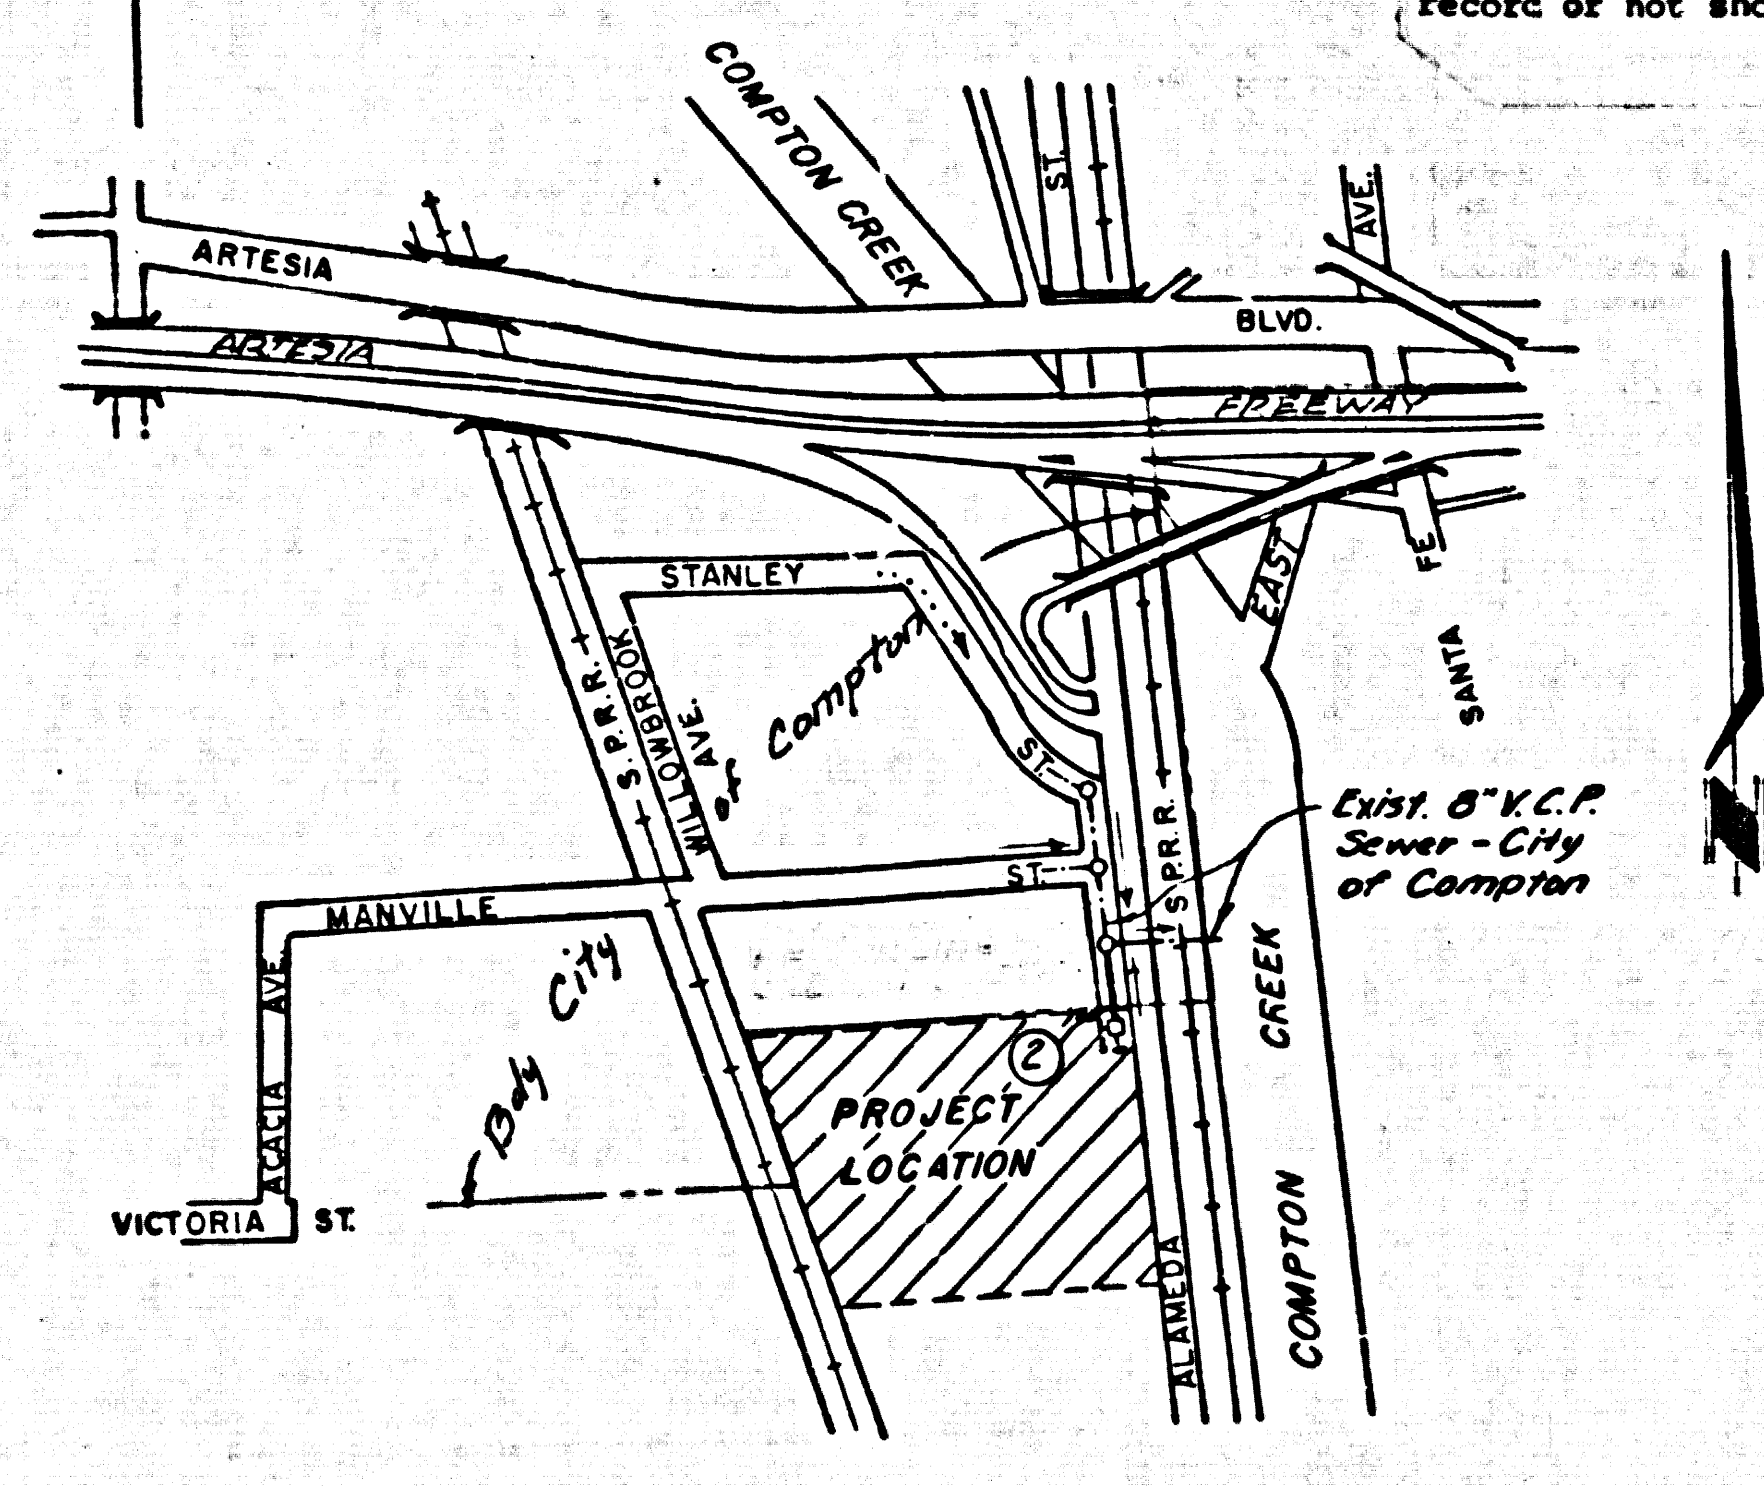 record or not sho
COMPTON CREEK
ST.
AVE.
ARTESIA
BLVD.
ARTESIA
FREEWAY
STANLEY
EAST
FE
SANTA
S. P. R. R.
WILLOWBROOK
AVE.
of
Compton
ST.
S. P. R. R.
Exist. 8" V.C.P.
Sewer - City
of Compton
ST.
MANVILLE
City
Bdy
ACACIA AVE.
VICTORIA ST.
2
PROJECT
LOCATION
ALAMEDA
COMPTON CREEK